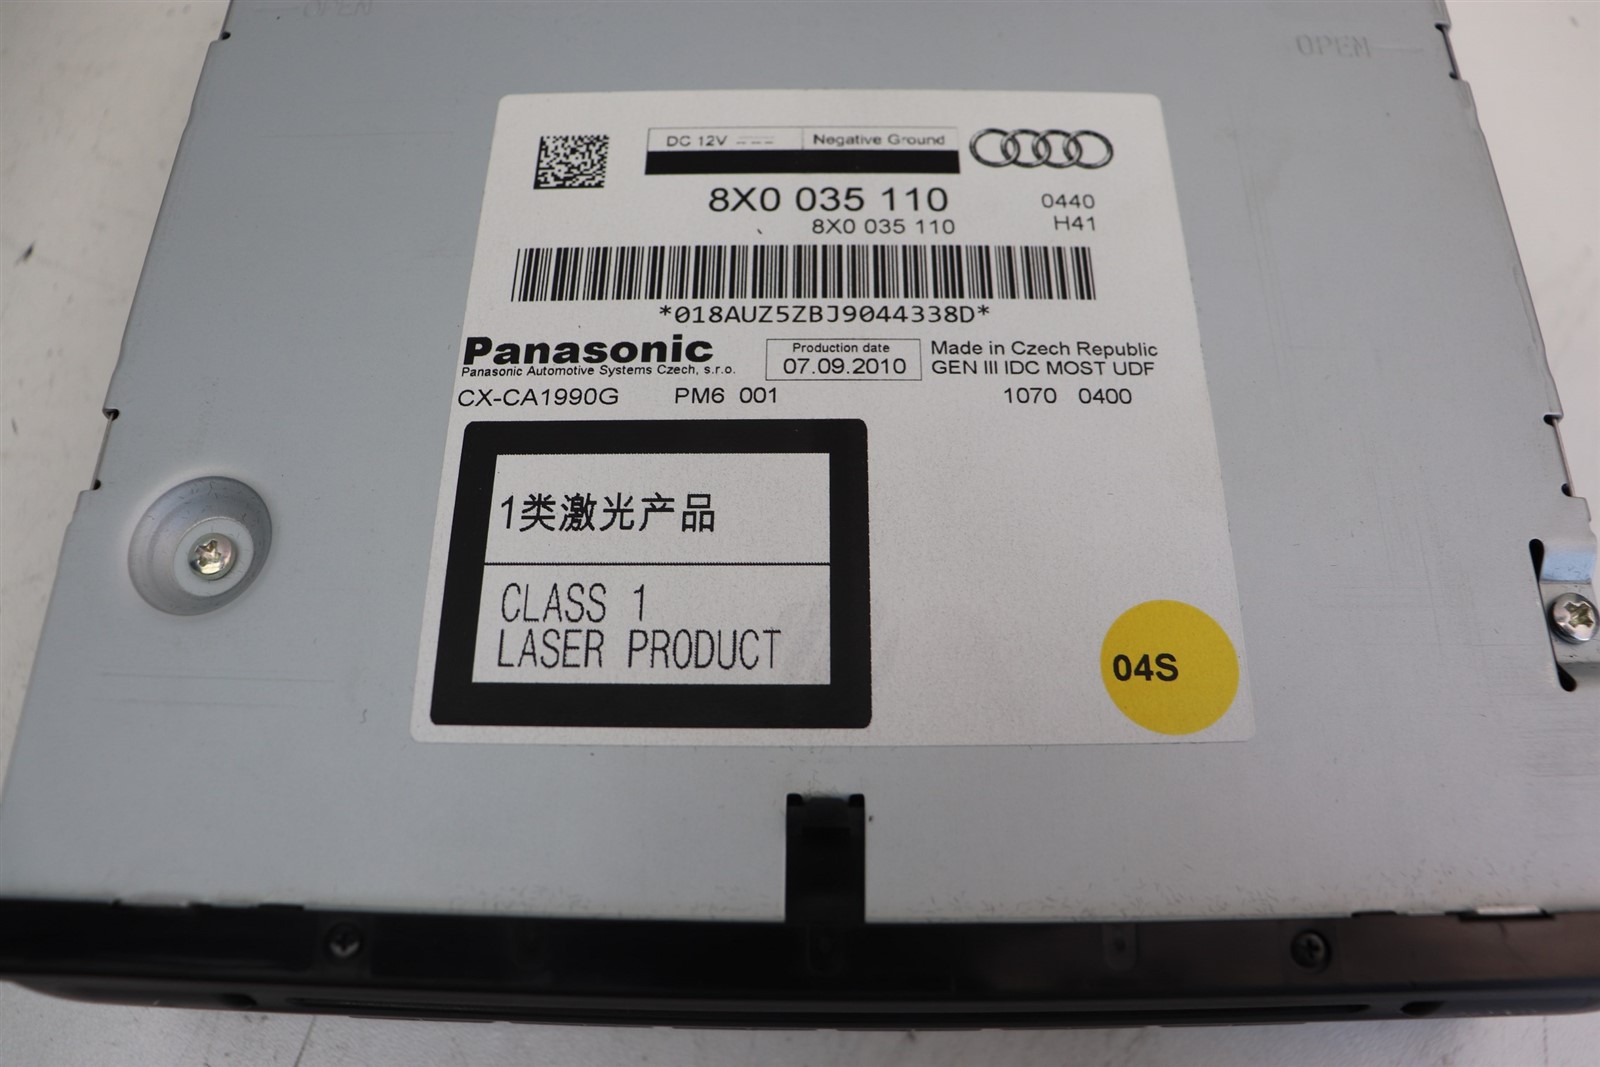 OPEN
OPEN
DC 12V Negative Ground
8X0 035 110 0440
8X0 035 110 H41
*018AUZ5ZBJ9044338D*
Panasonic Production date Made in Czech Republic
Panasonic Automotive Systems Czech, s.r.o. 07.09.2010 GEN III IDC MOST UDF
CX-CA1990G PM6 001 1070 0400
1类激光产品
CLASS 1
LASER PRODUCT
04S